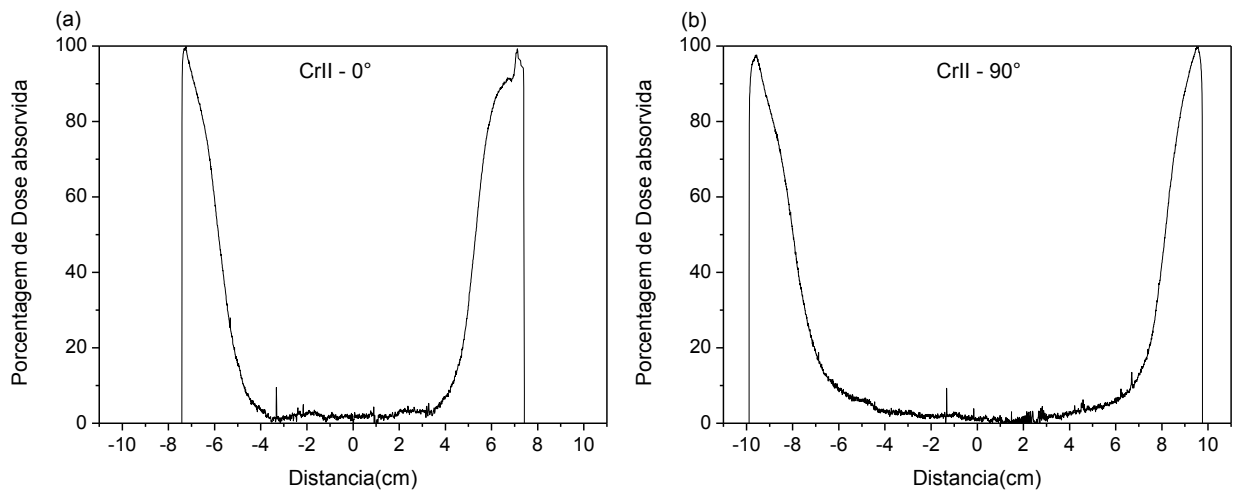 (a)
CrII - 0°
Porcentagem de Dose absorvida
100
80
60
40
20
0
-10 -8 -6 -4 -2 0 2 4 6 8 10
Distancia(cm)
(b)
CrII - 90°
Porcentagem de Dose absorvida
100
80
60
40
20
0
-10 -8 -6 -4 -2 0 2 4 6 8 10
Distancia(cm)